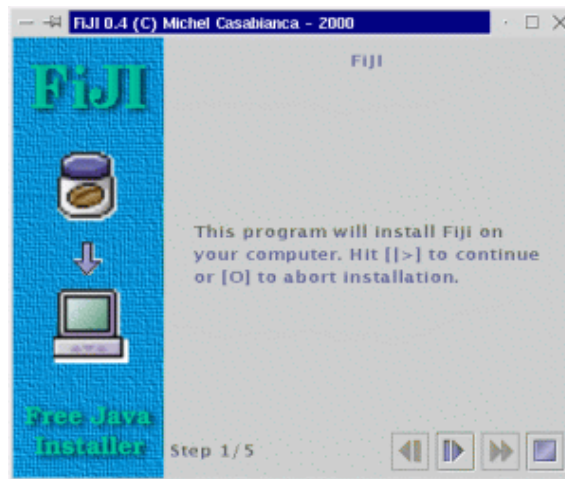 FiJI 0.4 (C) Michel Casabianca - 2000
FiJI
FiJI
This program will install Fiji on
your computer. Hit [|>] to continue
or [O] to abort installation.
Free Java
Installer
Step 1/5